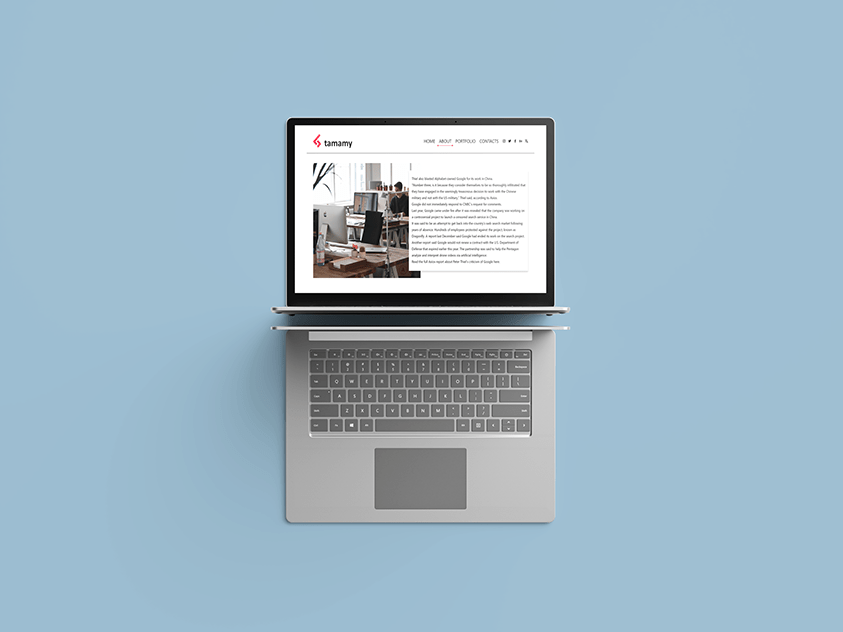 tamamy
HOME ABOUT PORTFOLIO CONTACTS
Thiel also blasted Alphabet-owned Google for its work in China.
"Number three, is it because they consider themselves to be so thoroughly infiltrated that
they have engaged in the seemingly treasonous decision to work with the Chinese
military and not with the US military," Thiel said, according to Axios.
Google did not immediately respond to CNBC's request for comments.
Last year, Google came under fire after it was revealed that the company was working on
a controversial project to launch a censored search service in China.
It was said to be an attempt to get back into the country's web search market following
years of absence. Hundreds of employees protested against the project, known as
Dragonfly. A report last December said Google had ended to work on the search project.
Another report said Google would not renew a contract with the U.S. Department of
Defense that expired earlier this year. The partnership was said to help the Pentagon
analyze and interpret drone videos via artificial intelligence.
Read the full Axios report about Peter Thiel's criticism of Google here.
Q W E R T Y U I O P
A S D F G H J K L
Z X C V B N M